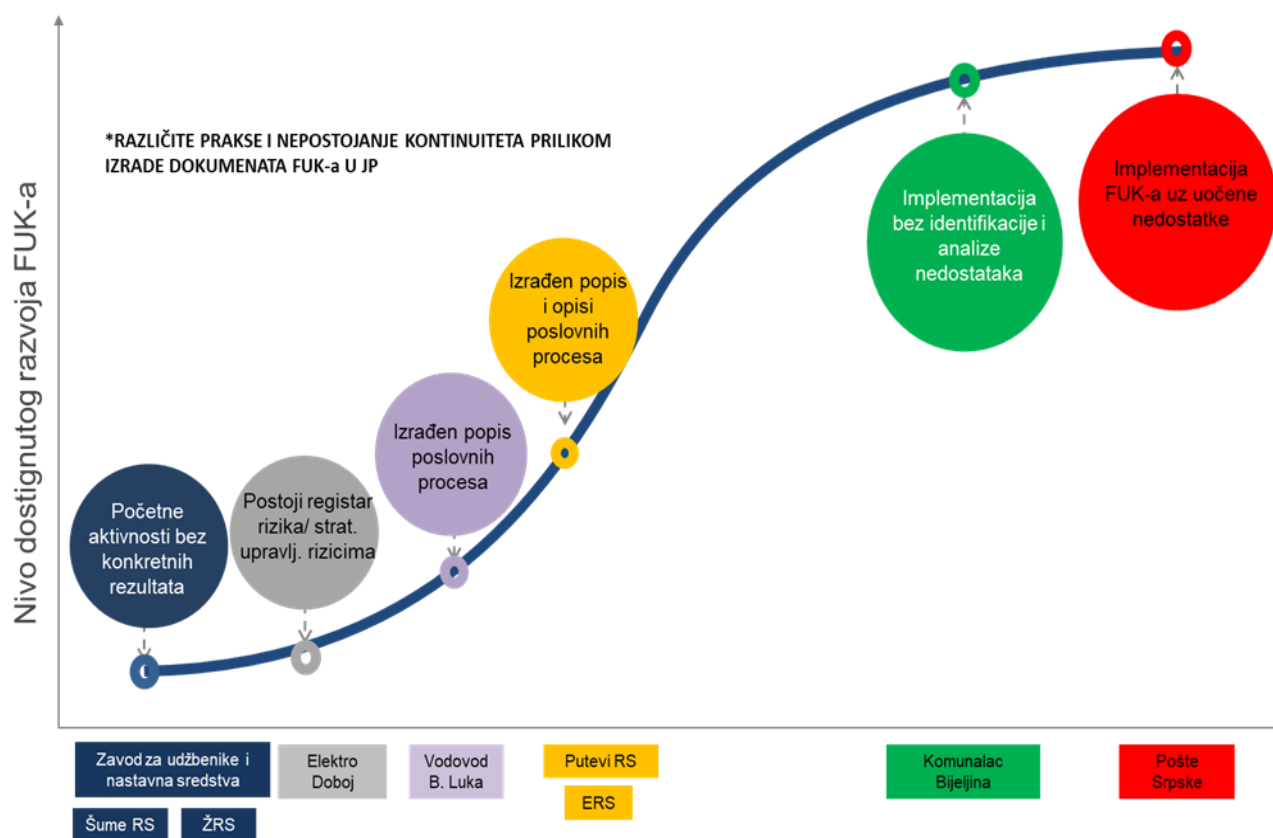 Nivo dostignutog razvoja FUK-a
*RAZLIČITE PRAKSE I NEPOSTOJANJE KONTINUITETA PRILIKOM
IZRADE DOKUMENATA FUK-a U JP
Početne
aktivnosti bez
konkretnih
rezultata
Postoji registar
rizika/ strat.
upravlj. rizicima
Izrađen popis
poslovnih
procesa
Izrađen popis
i opisi
poslovnih
procesa
Implementacija
bez identifikacije i
analize
nedostataka
Implementacija
FUK-a uz uočene
nedostatke
Zavod za udžbenike i
nastavna sredstva
Šume RS
ŽRS
Elektro
Doboj
Vodovod
B. Luka
Putevi RS
ERS
Komunalac
Bijeljina
Pošte
Srpske